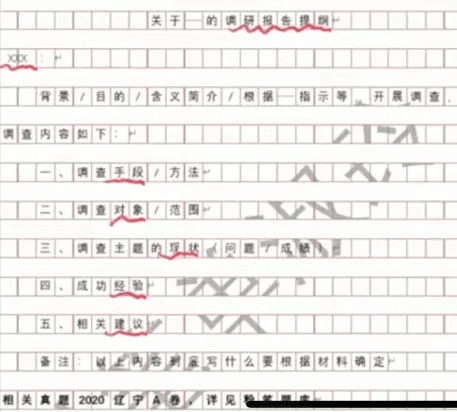 关于——的调研报告提纲
XXX：
背景/目的/含义简介/根据——指示等，开展调查，
调查内容如下：
一、调查手段/方法
二、调查对象/范围
三、调查主题的现状（问题/成绩）
四、成功经验
五、相关建议
备注：以上内容到底写什么要根据材料确定
相关真题 2020 辽宁 A 卷，详见粉笔题库